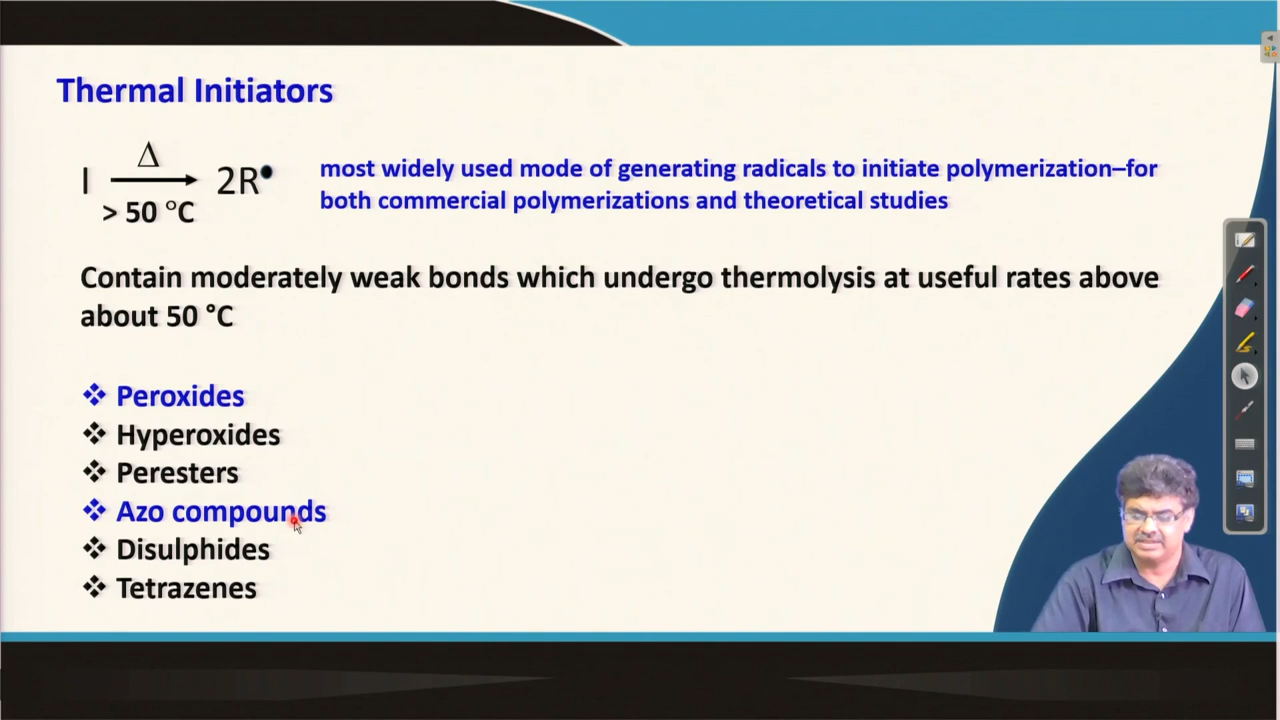 Thermal Initiators
I Δ 2R•
> 50 °C
most widely used mode of generating radicals to initiate polymerization–for
both commercial polymerizations and theoretical studies
Contain moderately weak bonds which undergo thermolysis at useful rates above
about 50 °C
❖ Peroxides
❖ Hyperoxides
❖ Peresters
❖ Azo compounds
❖ Disulphides
❖ Tetrazenes